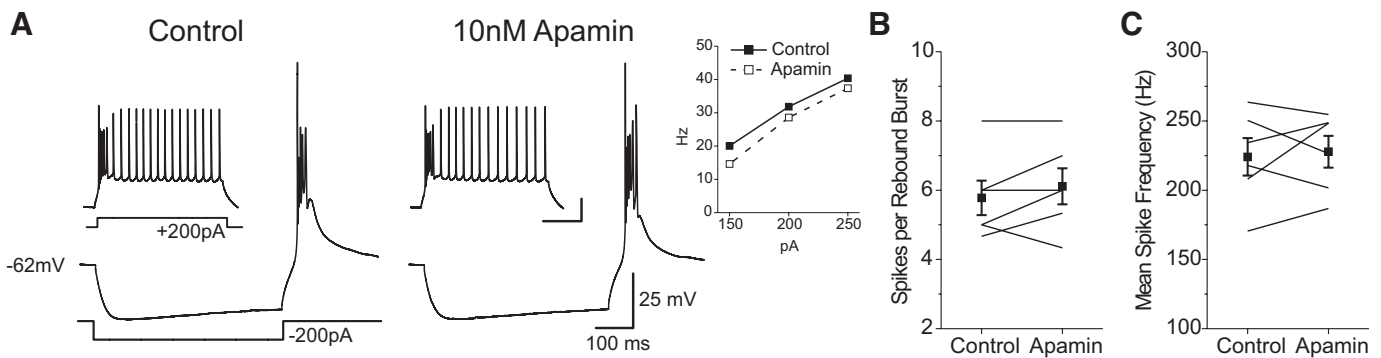 A
Control
10nM Apamin
+200pA
-62mV
-200pA
25 mV
100 ms
50
40
30
20
10
0
Hz
Control
Apamin
150
200
250
pA
B
10
8
6
4
2
Spikes per Rebound Burst
Control
Apamin
C
300
250
200
150
100
Mean Spike Frequency (Hz)
Control
Apamin